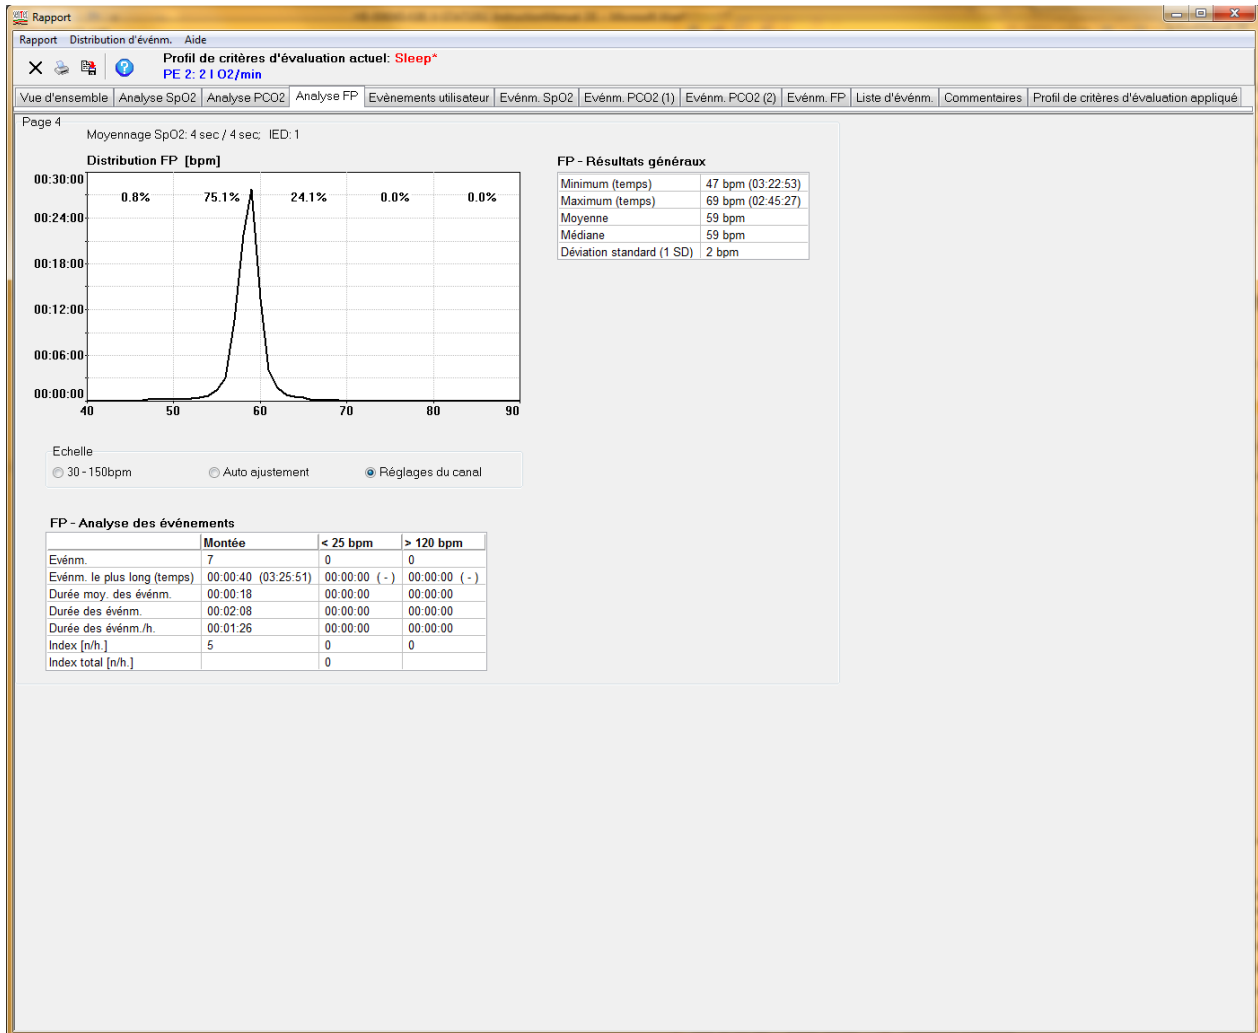 Rapport
Rapport Distribution d'événm. Aide
Profil de critères d'évaluation actuel: Sleep*
PE 2: 2 l O2/min
Vue d'ensemble Analyse SpO2 Analyse PCO2 Analyse FP Evènements utilisateur Evénm. SpO2 Evénm. PCO2 (1) Evénm. PCO2 (2) Evénm. FP Liste d'événm. Commentaires Profil de critères d'évaluation appliqué
Page 4
Moyennage SpO2: 4 sec / 4 sec; IED: 1
Distribution FP [bpm]
00:30:00
0.8% 75.1% 24.1% 0.0% 0.0%
00:24:00
00:18:00
00:12:00
00:06:00
00:00:00
40 50 60 70 80 90
FP - Résultats généraux
Minimum (temps) 47 bpm (03:22:53)
Maximum (temps) 69 bpm (02:45:27)
Moyenne 59 bpm
Médiane 59 bpm
Déviation standard (1 SD) 2 bpm
Echelle
30 - 150bpm Auto ajustement Réglages du canal
FP - Analyse des événements
Montée < 25 bpm > 120 bpm
Evénm. 7 0 0
Evénm. le plus long (temps) 00:00:40 (03:25:51) 00:00:00 ( - ) 00:00:00 ( - )
Durée moy. des événm. 00:00:18 00:00:00 00:00:00
Durée des événm. 00:02:08 00:00:00 00:00:00
Durée des événm./h. 00:01:26 00:00:00 00:00:00
Index [n/h.] 5 0 0
Index total [n/h.] 0